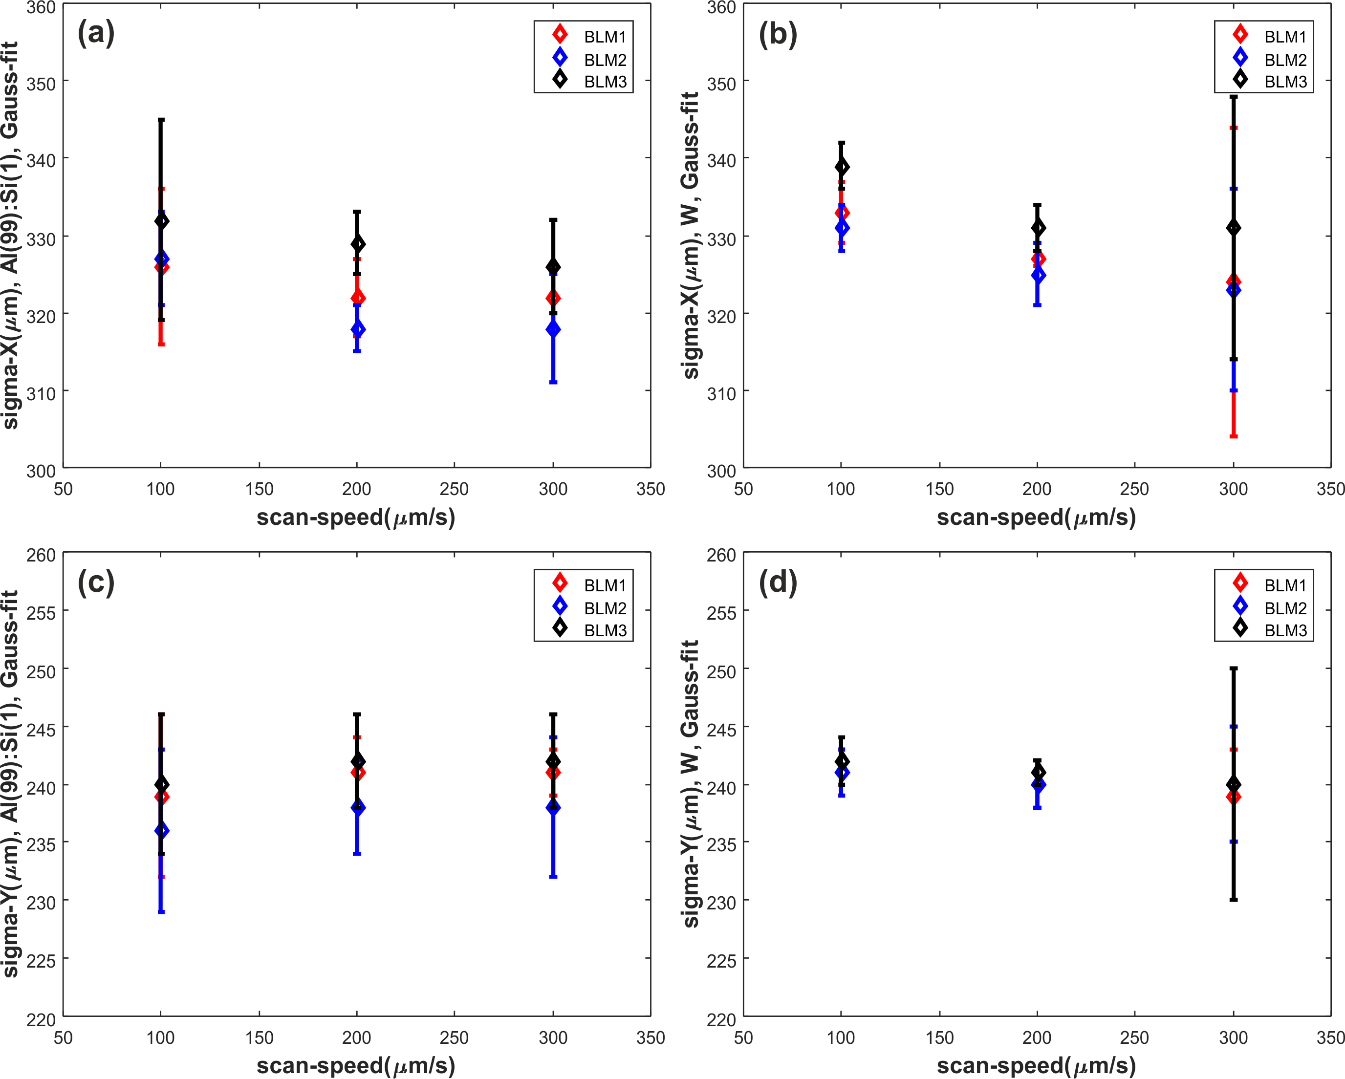 (a)
BLM1
BLM2
BLM3
sigma-X(μm), Al(99):Si(1), Gauss-fit
360
350
340
330
320
310
300
50 100 150 200 250 300 350
scan-speed(μm/s)
(b)
BLM1
BLM2
BLM3
sigma-X(μm), W, Gauss-fit
360
350
340
330
320
310
300
50 100 150 200 250 300 350
scan-speed(μm/s)
(c)
BLM1
BLM2
BLM3
sigma-Y(μm), Al(99):Si(1), Gauss-fit
260
255
250
245
240
235
230
225
220
50 100 150 200 250 300 350
scan-speed(μm/s)
(d)
BLM1
BLM2
BLM3
sigma-Y(μm), W, Gauss-fit
260
255
250
245
240
235
230
225
220
50 100 150 200 250 300 350
scan-speed(μm/s)